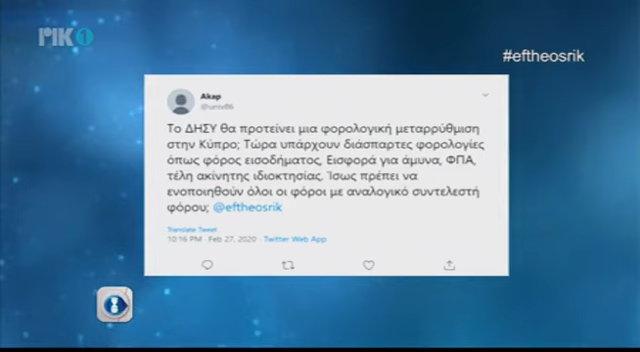 ΡΙΚ 1
#eftheosrik
Akap
@univ86
Το ΔΗΣΥ θα προτείνει μια φορολογική μεταρρύθμιση
στην Κύπρο; Τώρα υπάρχουν διάσπαρτες φορολογίες
όπως φόρος εισοδήματος, Εισφορά για άμυνα, ΦΠΑ,
τέλη ακίνητης ιδιοκτησίας. Ίσως πρέπει να
ενοποιηθούν όλοι οι φόροι με αναλογικό συντελεστή
φόρου; @eftheosrik
Translate Tweet
10:16 PM · Feb 27, 2020 · Twitter Web App